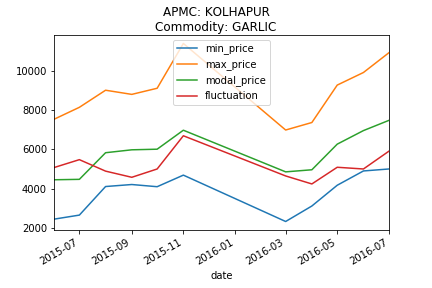 APMC: KOLHAPUR
Commodity: GARLIC
min_price
max_price
modal_price
fluctuation
10000
8000
6000
4000
2000
2015-07
2015-09
2015-11
2016-01
2016-03
2016-05
2016-07
date